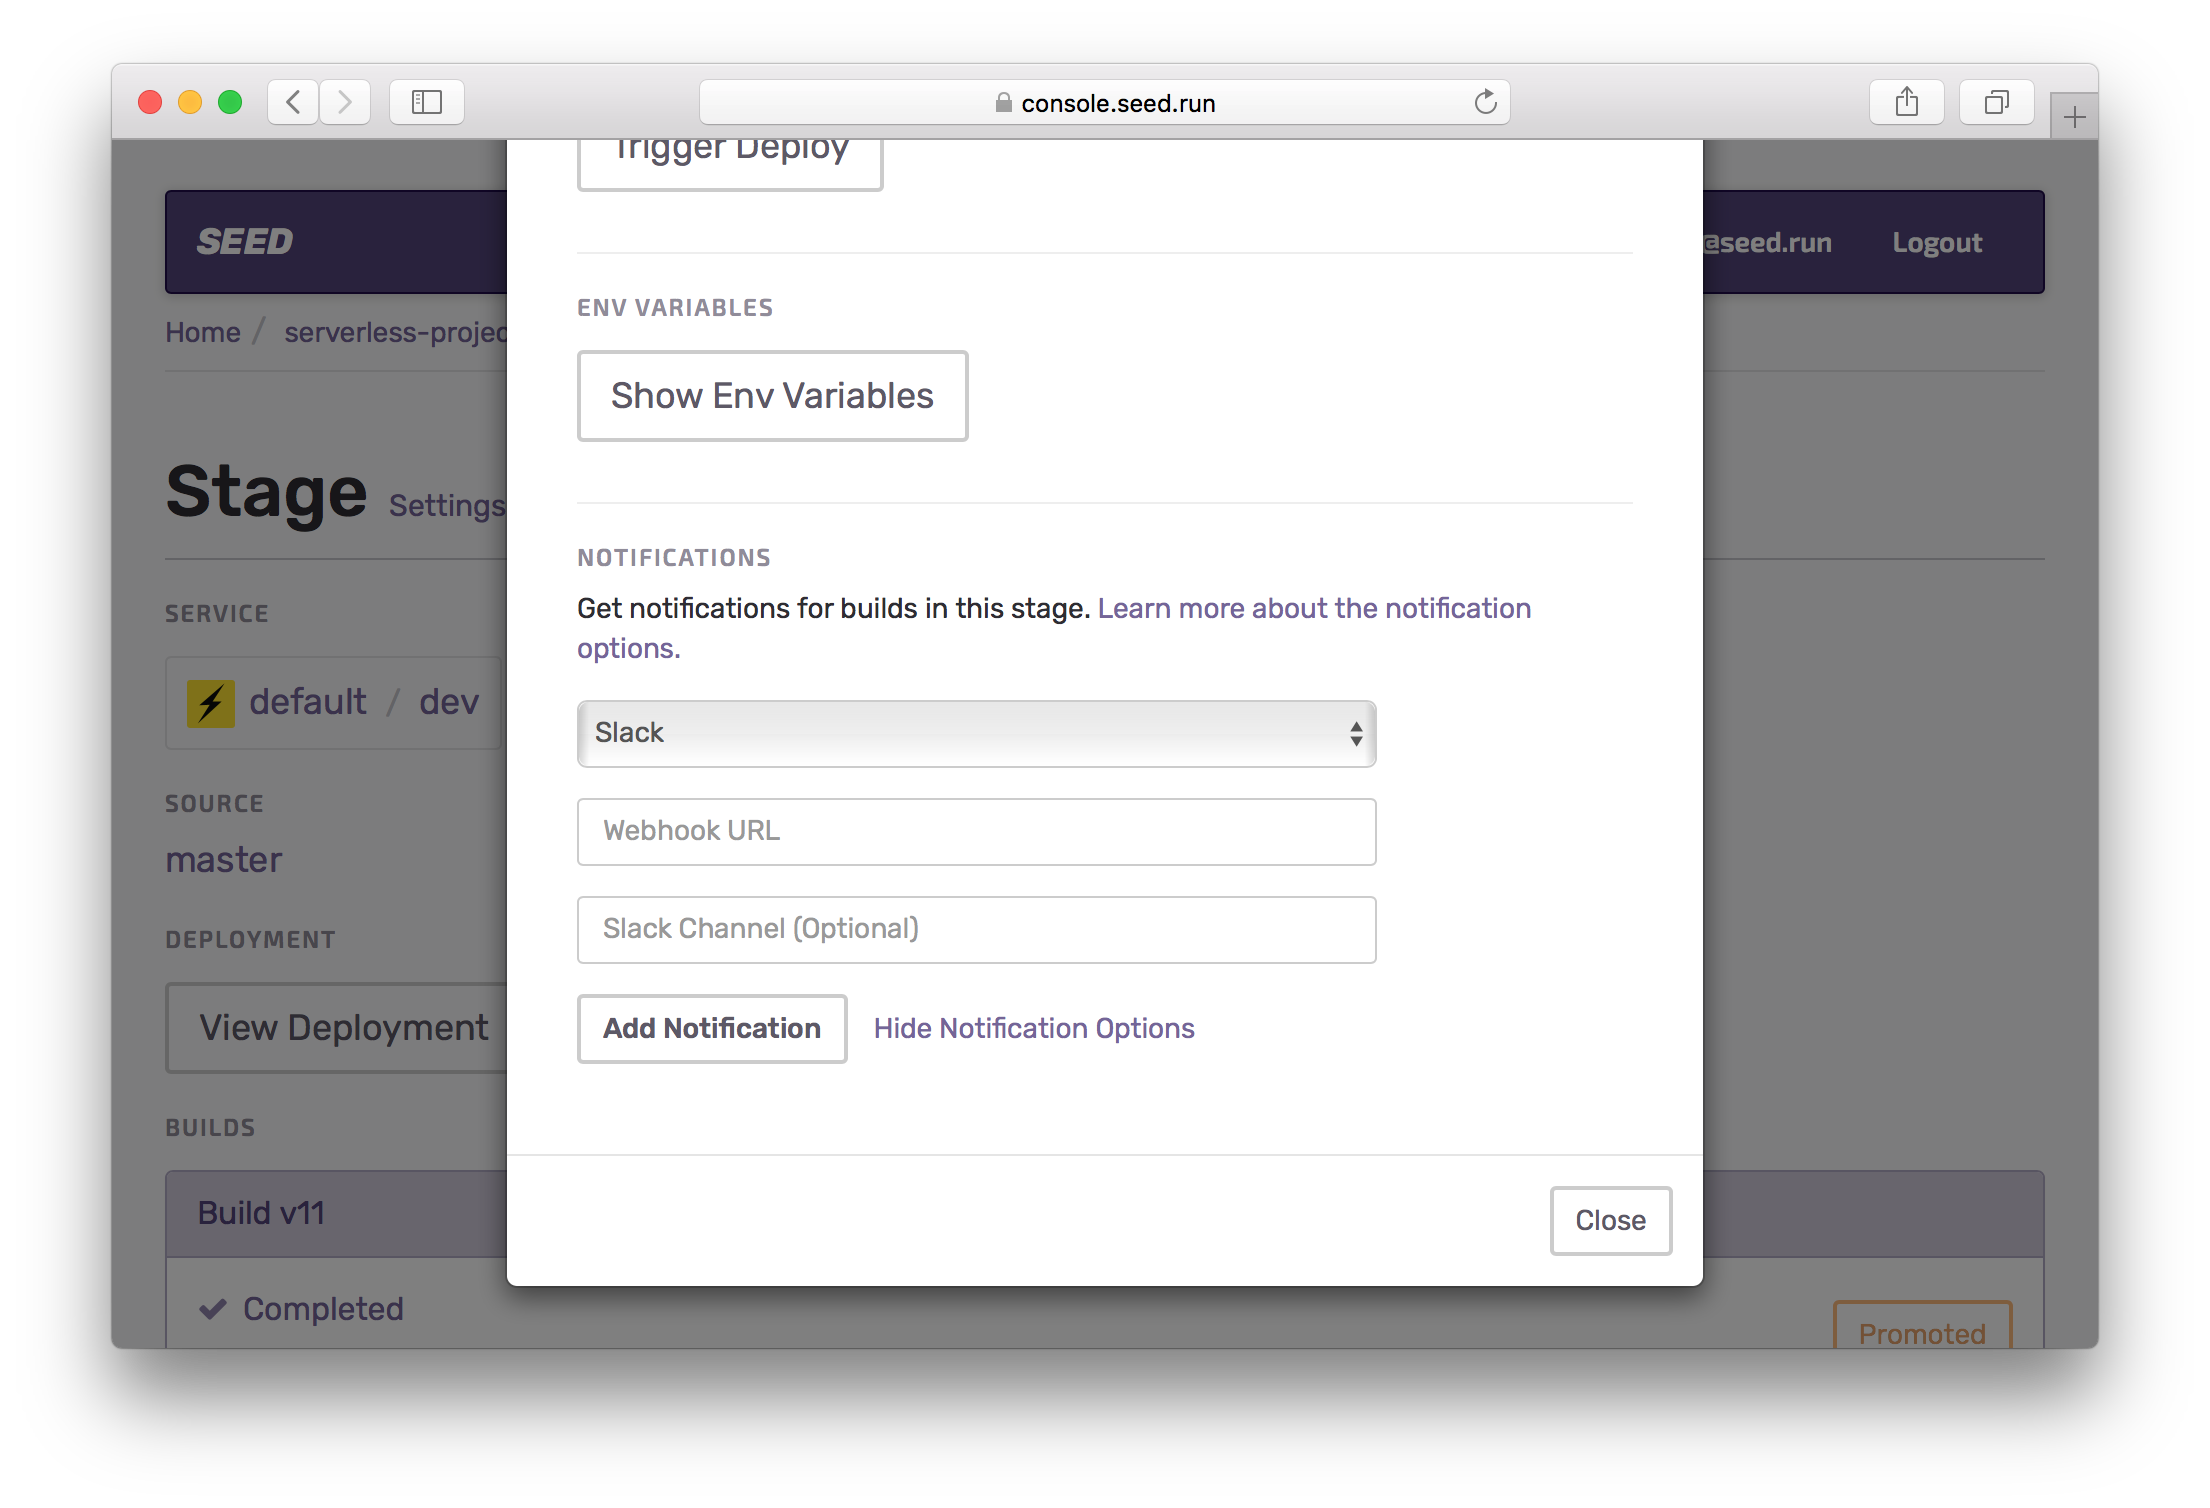 console.seed.run
Trigger Deploy
SEED
@seed.run
Logout
Home / serverless-projec
ENV VARIABLES
Show Env Variables
Stage Settings
NOTIFICATIONS
Get notifications for builds in this stage. Learn more about the notification
options.
SERVICE
default / dev
Slack
SOURCE
Webhook URL
master
Slack Channel (Optional)
DEPLOYMENT
View Deployment
Add Notification
Hide Notification Options
BUILDS
Build v11
Close
Completed
Promoted